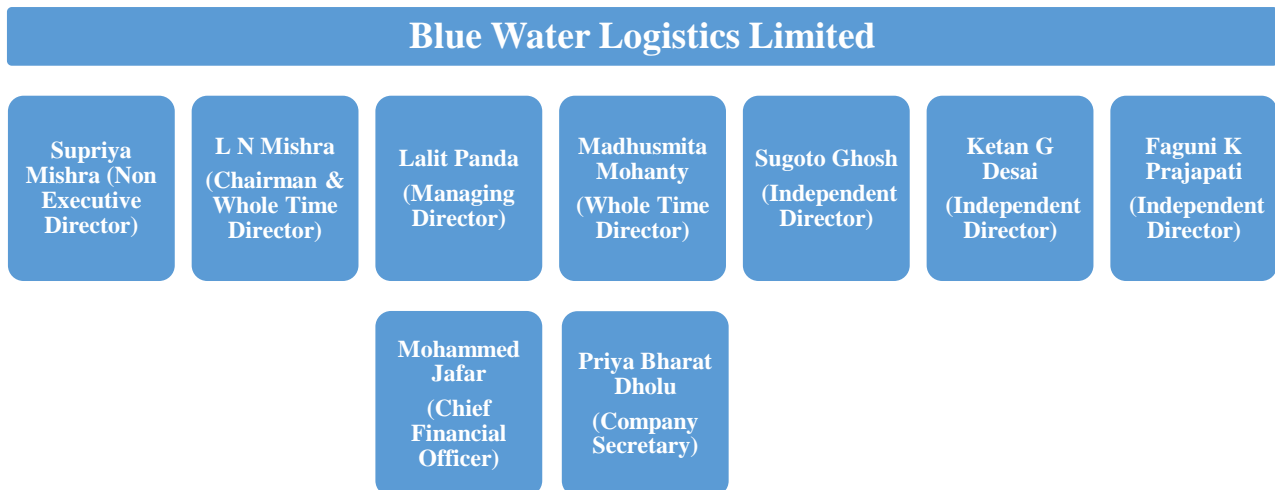 Blue Water Logistics Limited
Supriya
Mishra (Non
Executive
Director)
L N Mishra
(Chairman &
Whole Time
Director)
Lalit Panda
(Managing
Director)
Madhusmita
Mohanty
(Whole Time
Director)
Sugoto Ghosh
(Independent
Director)
Ketan G
Desai
(Independent
Director)
Faguni K
Prajapati
(Independent
Director)
Mohammed
Jafar
(Chief
Financial
Officer)
Priya Bharat
Dholu
(Company
Secretary)